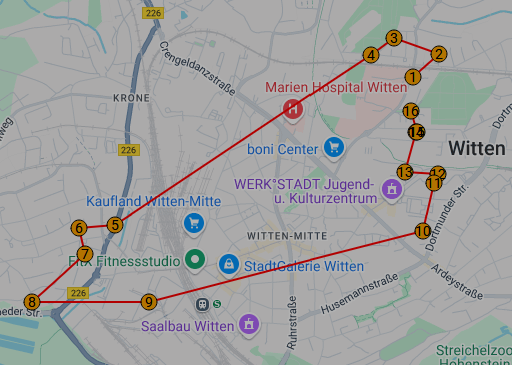 226
3
2
4
1
Crengeldanzstraße
Marien Hospital Witten
KRONE
16
15
226
boni Center
Witten
13
12
11
WERK°STADT Jugend-
u. Kulturzentrum
Kaufland Witten-Mitte
5
6
WITTEN-MITTE
10
Dortmunder Str.
7
FitX Fitnessstudio
StadtGalerie Witten
Ardeystraße
8
226
9
Husemannstraße
Ruhrstraße
Saalbau Witten
Streichelzoo
Hohenstein